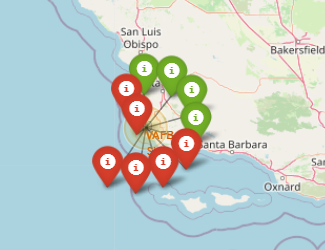 San Luis
Obispo
Bakersfield
VAFB
Santa Barbara
Oxnard
i
i
i
i
i
i
i
i
i
i